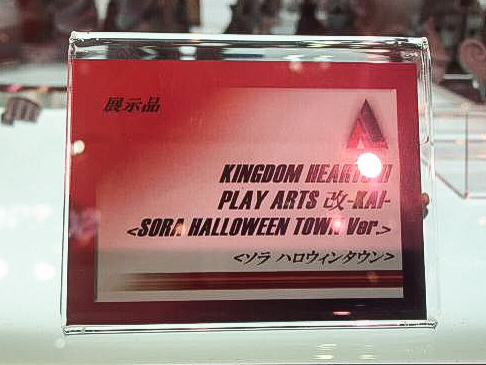 展示品
KINGDOM HEARTS II
PLAY ARTS 改-KAI-
<SORA HALLOWEEN TOWN Ver.>
<ソラ ハロウィンタウン>